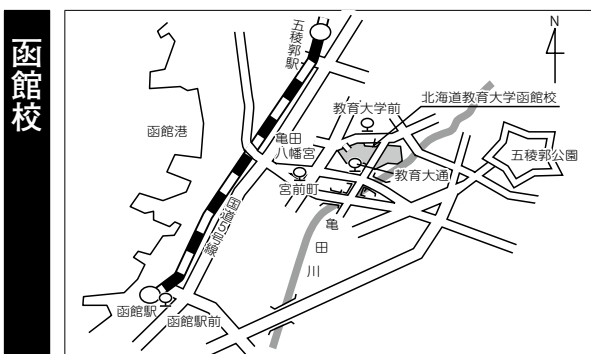 函館校
N
五稜郭駅
北海道教育大学函館校
教育大学前
函館港
亀田
八幡宮
五稜郭公園
教育大通
宮前町
国道5号線
亀田川
函館駅
函館駅前